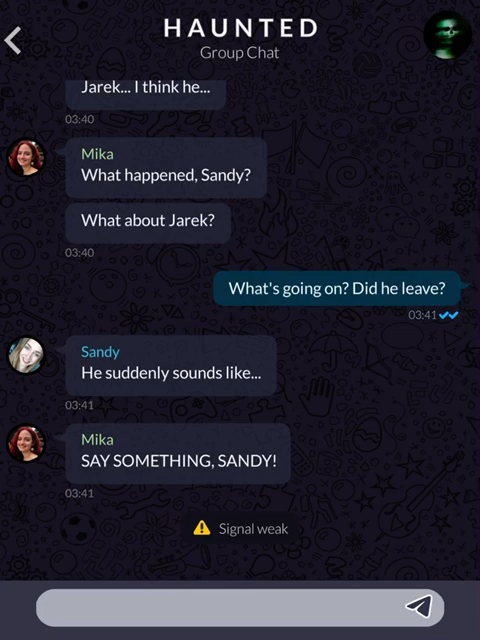 HAUNTED
Group Chat
Jarek... I think he...
03:40
Mika
What happened, Sandy?
What about Jarek?
03:40
What's going on? Did he leave?
03:41
Sandy
He suddenly sounds like...
03:41
Mika
SAY SOMETHING, SANDY!
03:41
Signal weak